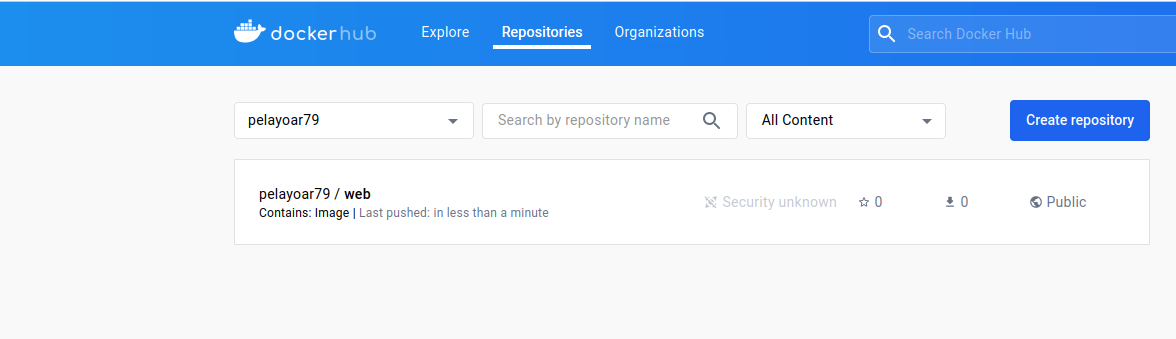 dockerhub Explore Repositories Organizations Search Docker Hub
pelayoar79 Search by repository name All Content Create repository
pelayoar79 / web
Contains: Image | Last pushed: in less than a minute
Security unknown 0 0 Public